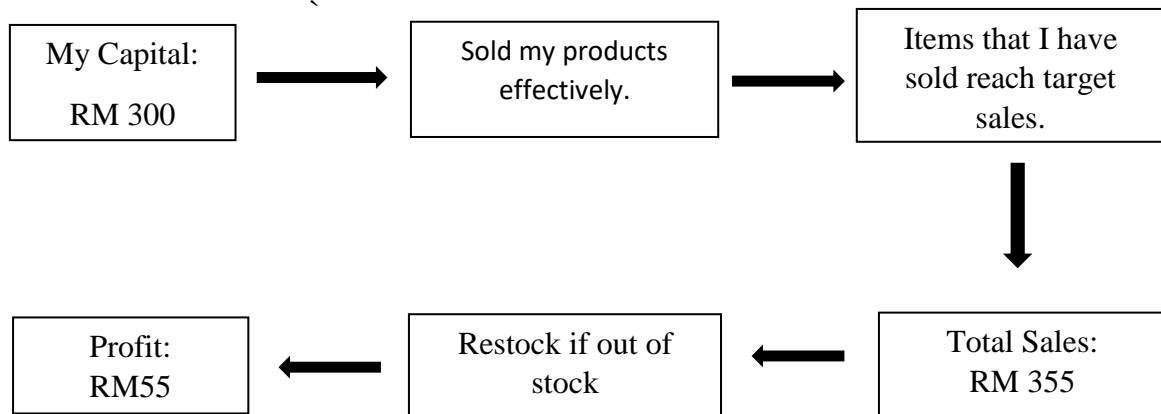 My Capital:
RM 300
Sold my products
effectively.
Items that I have
sold reach target
sales.
Total Sales:
RM 355
Restock if out of
stock
Profit:
RM55